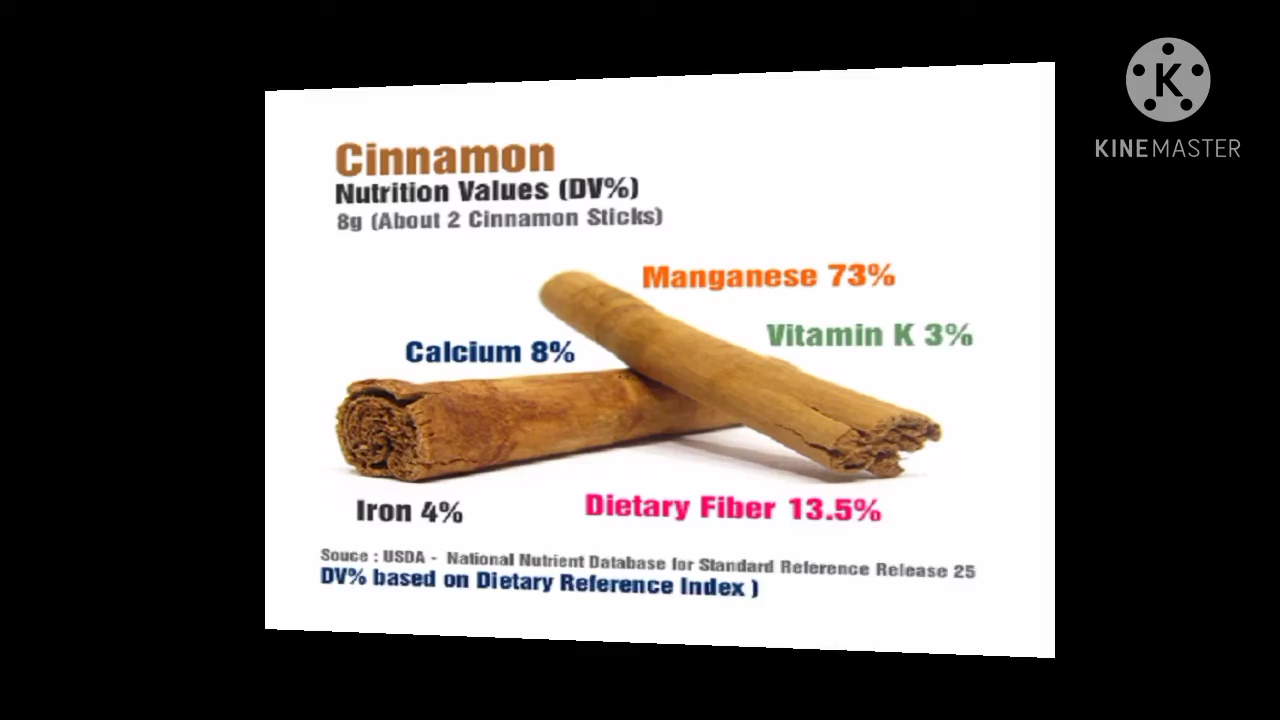 Cinnamon
Nutrition Values (DV%)
8g (About 2 Cinnamon Sticks)
Manganese 73%
Vitamin K 3%
Calcium 8%
Iron 4%
Dietary Fiber 13.5%
Souce : USDA - National Nutrient Database for Standard Reference Release 25
DV% based on Dietary Reference Index )
K
KINEMASTER